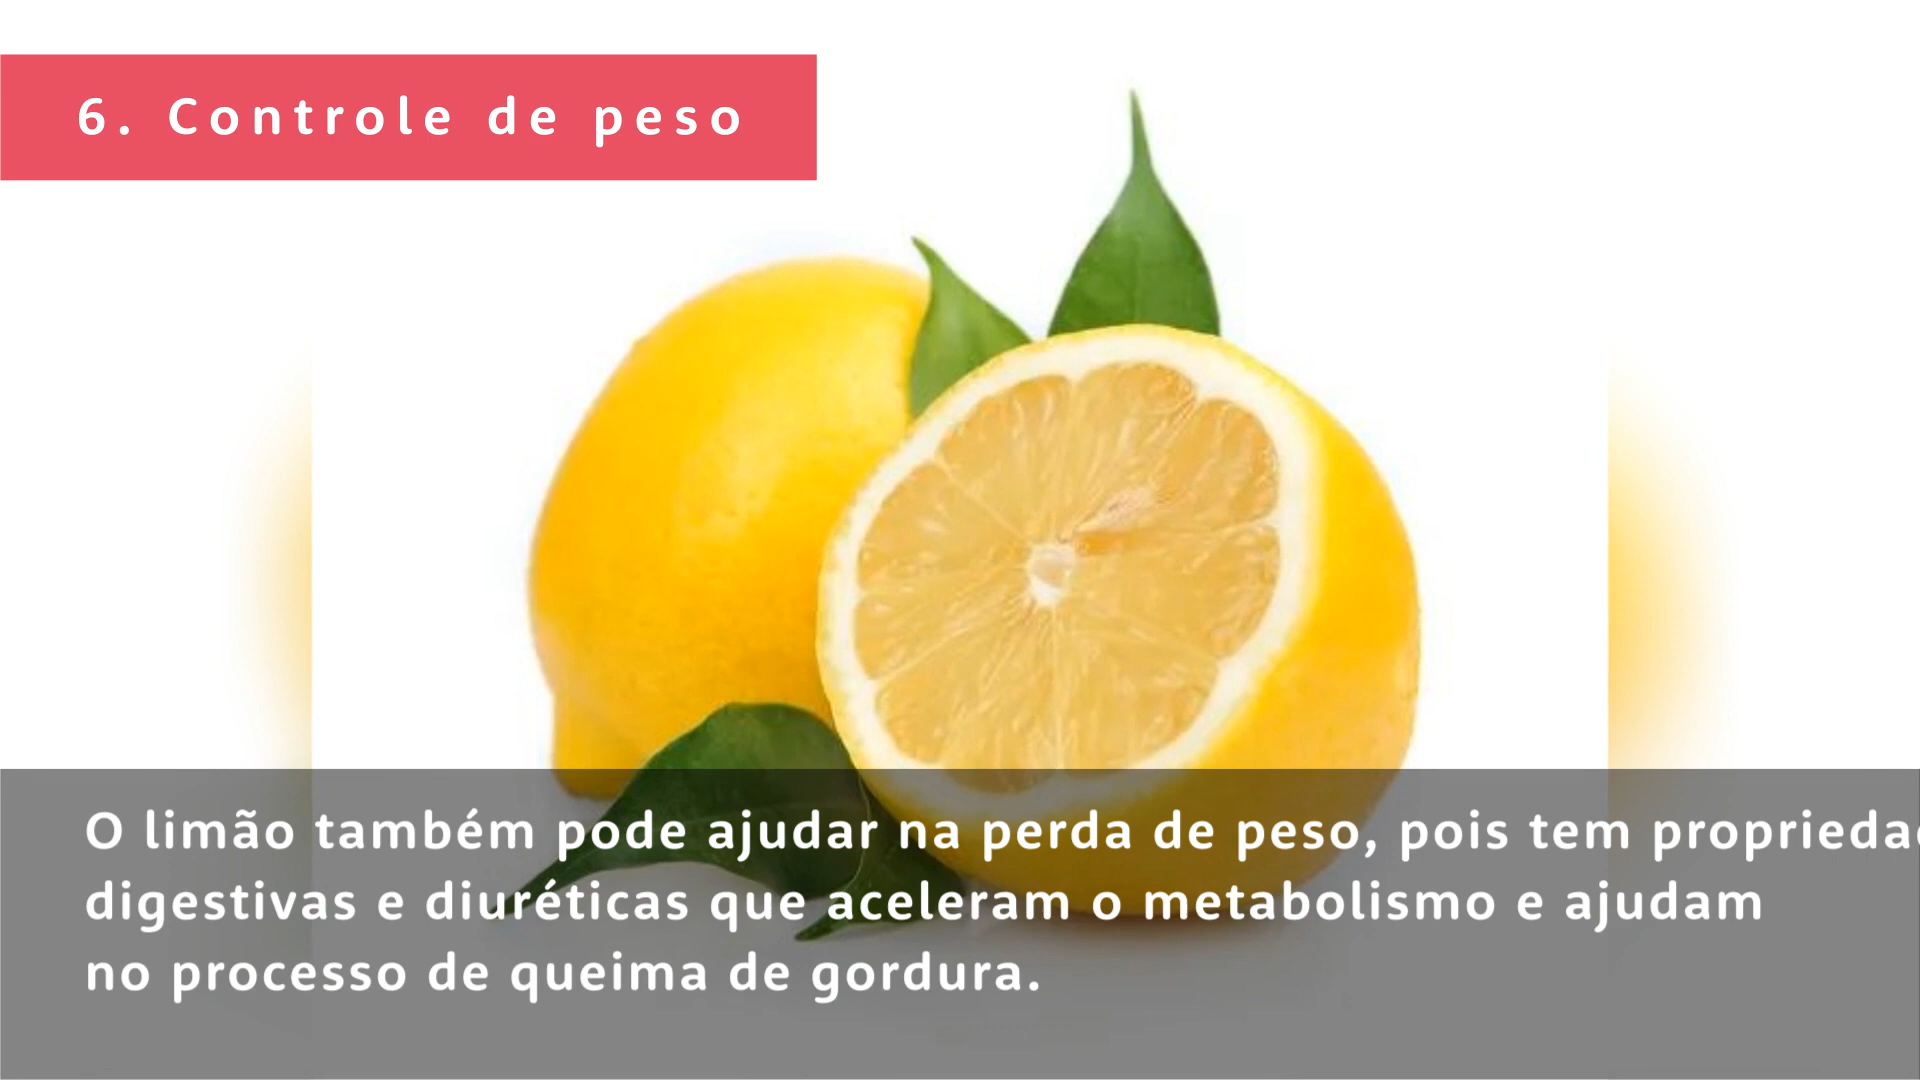 6. Controle de peso
O limão também pode ajudar na perda de peso, pois tem
digestivas e diuréticas que aceleram o metabolismo e ajudam
no processo de queima de gordura.